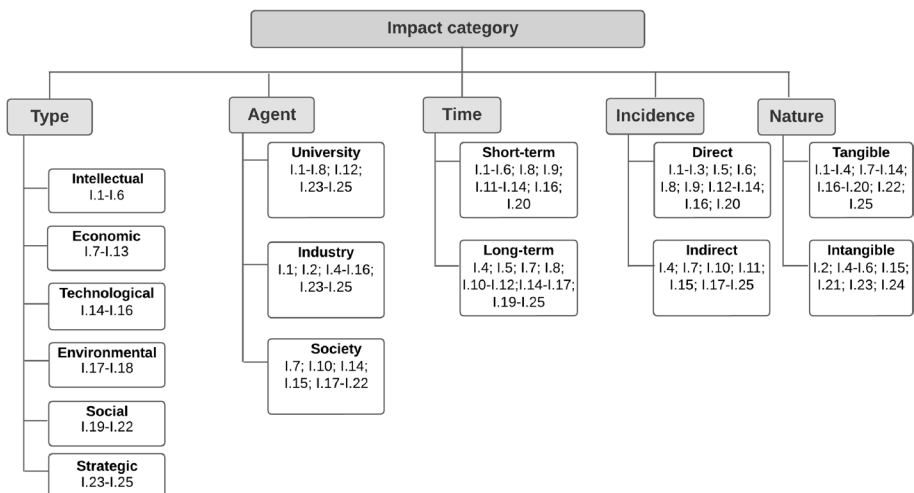 Impact category
Type
Agent
Time
Incidence
Nature
Intellectual
I.1-I.6
Economic
I.7-I.13
Technological
I.14-I.16
Environmental
I.17-I.18
Social
I.19-I.22
Strategic
I.23-I.25
University
I.1-I.8; I.12;
I.23-I.25
Industry
I.1; I.2; I.4-I.16;
I.23-I.25
Society
I.7; I.10; I.14;
I.15; I.17-I.22
Short-term
I.1-I.6; I.8; I.9;
I.11-I.14; I.16;
I.20
Long-term
I.4; I.5; I.7; I.8;
I.10-I.12;I.14-I.17;
I.19-I.25
Direct
I.1-I.3; I.5; I.6;
I.8; I.9; I.12-I.14;
I.16; I.20
Indirect
I.4; I.7; I.10; I.11;
I.15; I.17-I.25
Tangible
I.1-I.4; I.7-I.14;
I.16-I.20; I.22;
I.25
Intangible
I.2; I.4-I.6; I.15;
I.21; I.23; I.24